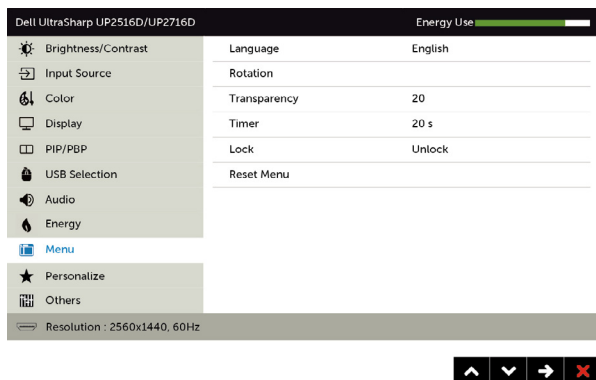 Dell UltraSharp UP2516D/UP2716D Energy Use
Brightness/Contrast Language English
Input Source Rotation
Color Transparency 20
Display Timer 20 s
PIP/PBP Lock Unlock
USB Selection Reset Menu
Audio
Energy
Menu
Personalize
Others
Resolution : 2560x1440, 60Hz